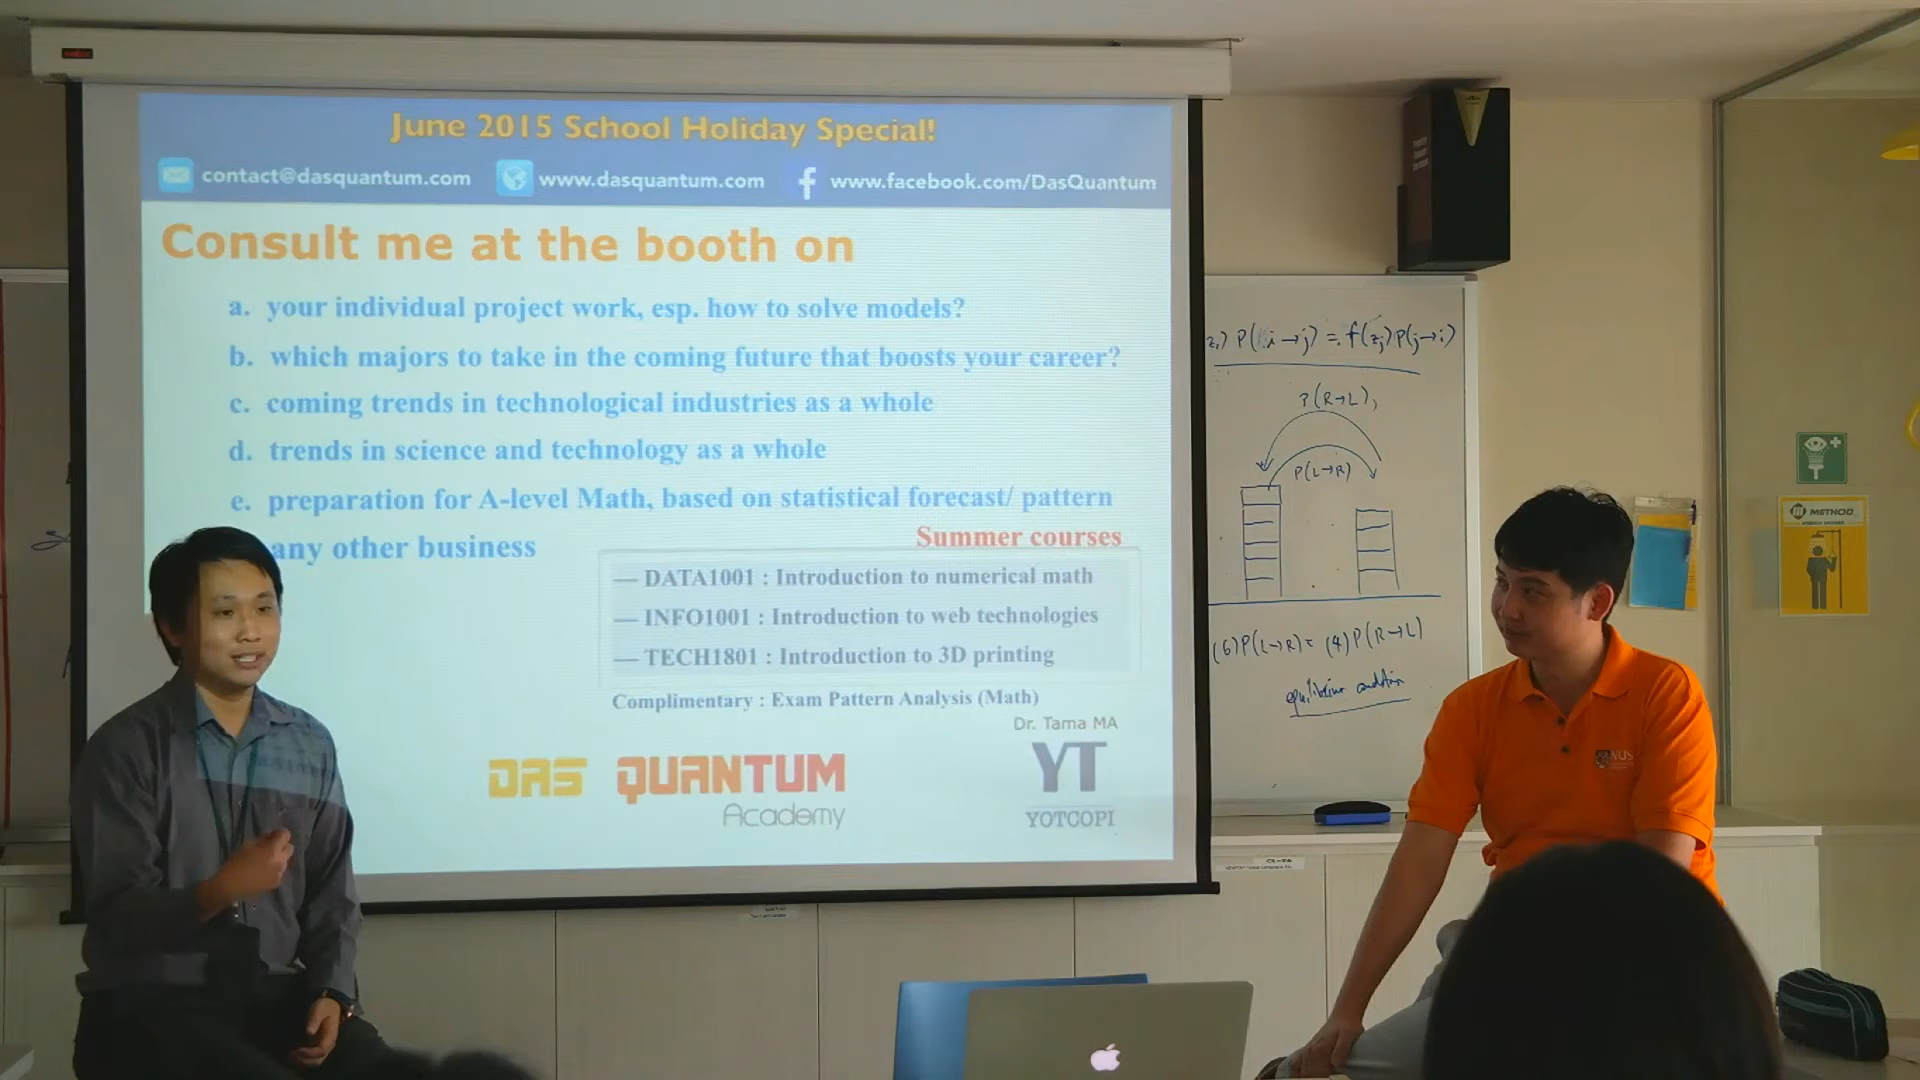 June 2015 School Holiday Special!
contact@dasquantum.com www.dasquantum.com f www.facebook.com/DasQuantum
Consult me at the booth on
a. your individual project work, esp. how to solve models?
b. which majors to take in the coming future that boosts your career?
c. coming trends in technological industries as a whole
d. trends in science and technology as a whole
e. preparation for A-level Math, based on statistical forecast/ pattern
any other business
Summer courses
— DATA1001 : Introduction to numerical math
— INFO1001 : Introduction to web technologies
— TECH1801 : Introduction to 3D printing
Complimentary : Exam Pattern Analysis (Math)
Dr. Tama MA
DAS QUANTUM
Academy
YT
YOTCOPI
P(i→j) = f(zj)P(j→i)
P(R→L)
P(L→R)
(6)P(L→R) = (4)P(R→L)
equilibrium condition
METHOD
NUS